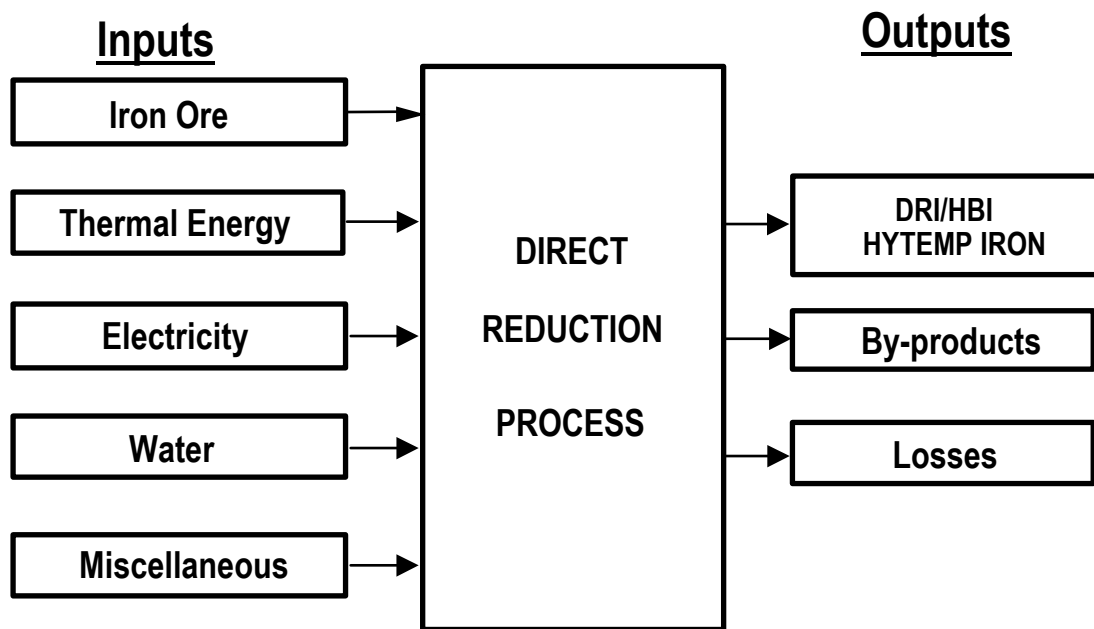 Inputs
Outputs
Iron Ore
Thermal Energy
Electricity
Water
Miscellaneous
DIRECT
REDUCTION
PROCESS
DRI/HBI
HYTEMP IRON
By-products
Losses